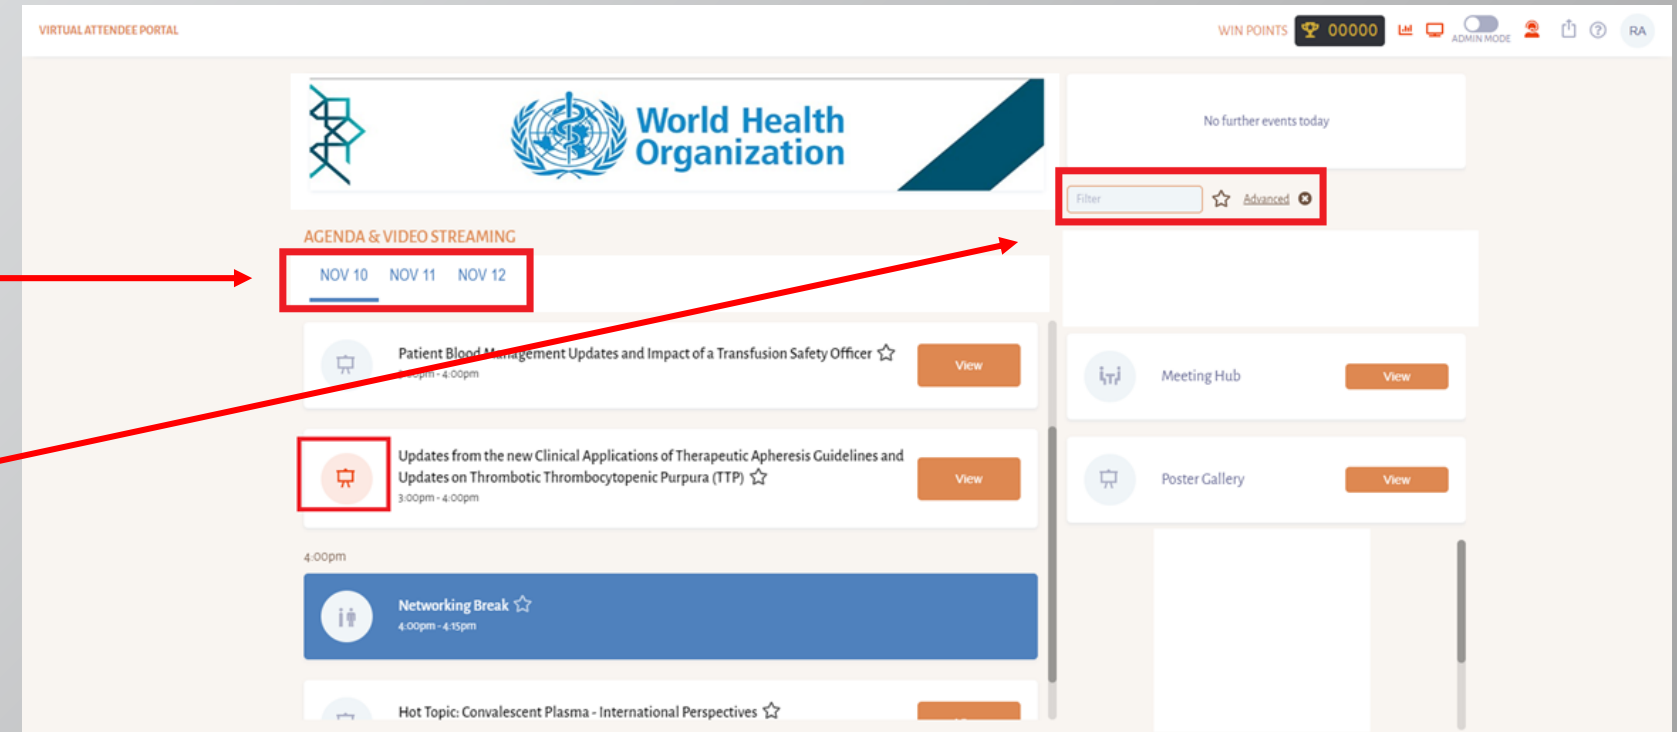 VIRTUAL ATTENDEE PORTAL
WIN POINTS
00000
ADMIN MODE
RA
World Health
Organization
No further events today
Filter
Advanced
AGENDA & VIDEO STREAMING
NOV 10
NOV 11
NOV 12
Patient Blood Management Updates and Impact of a Transfusion Safety Officer
- 4:00pm
View
Updates from the new Clinical Applications of Therapeutic Apheresis Guidelines and
Updates on Thrombotic Thrombocytopenic Purpura (TTP)
3:00pm - 4:00pm
View
4:00pm
Networking Break
4:00pm - 4:15pm
Hot Topic: Convalescent Plasma - International Perspectives
Meeting Hub
View
Poster Gallery
View